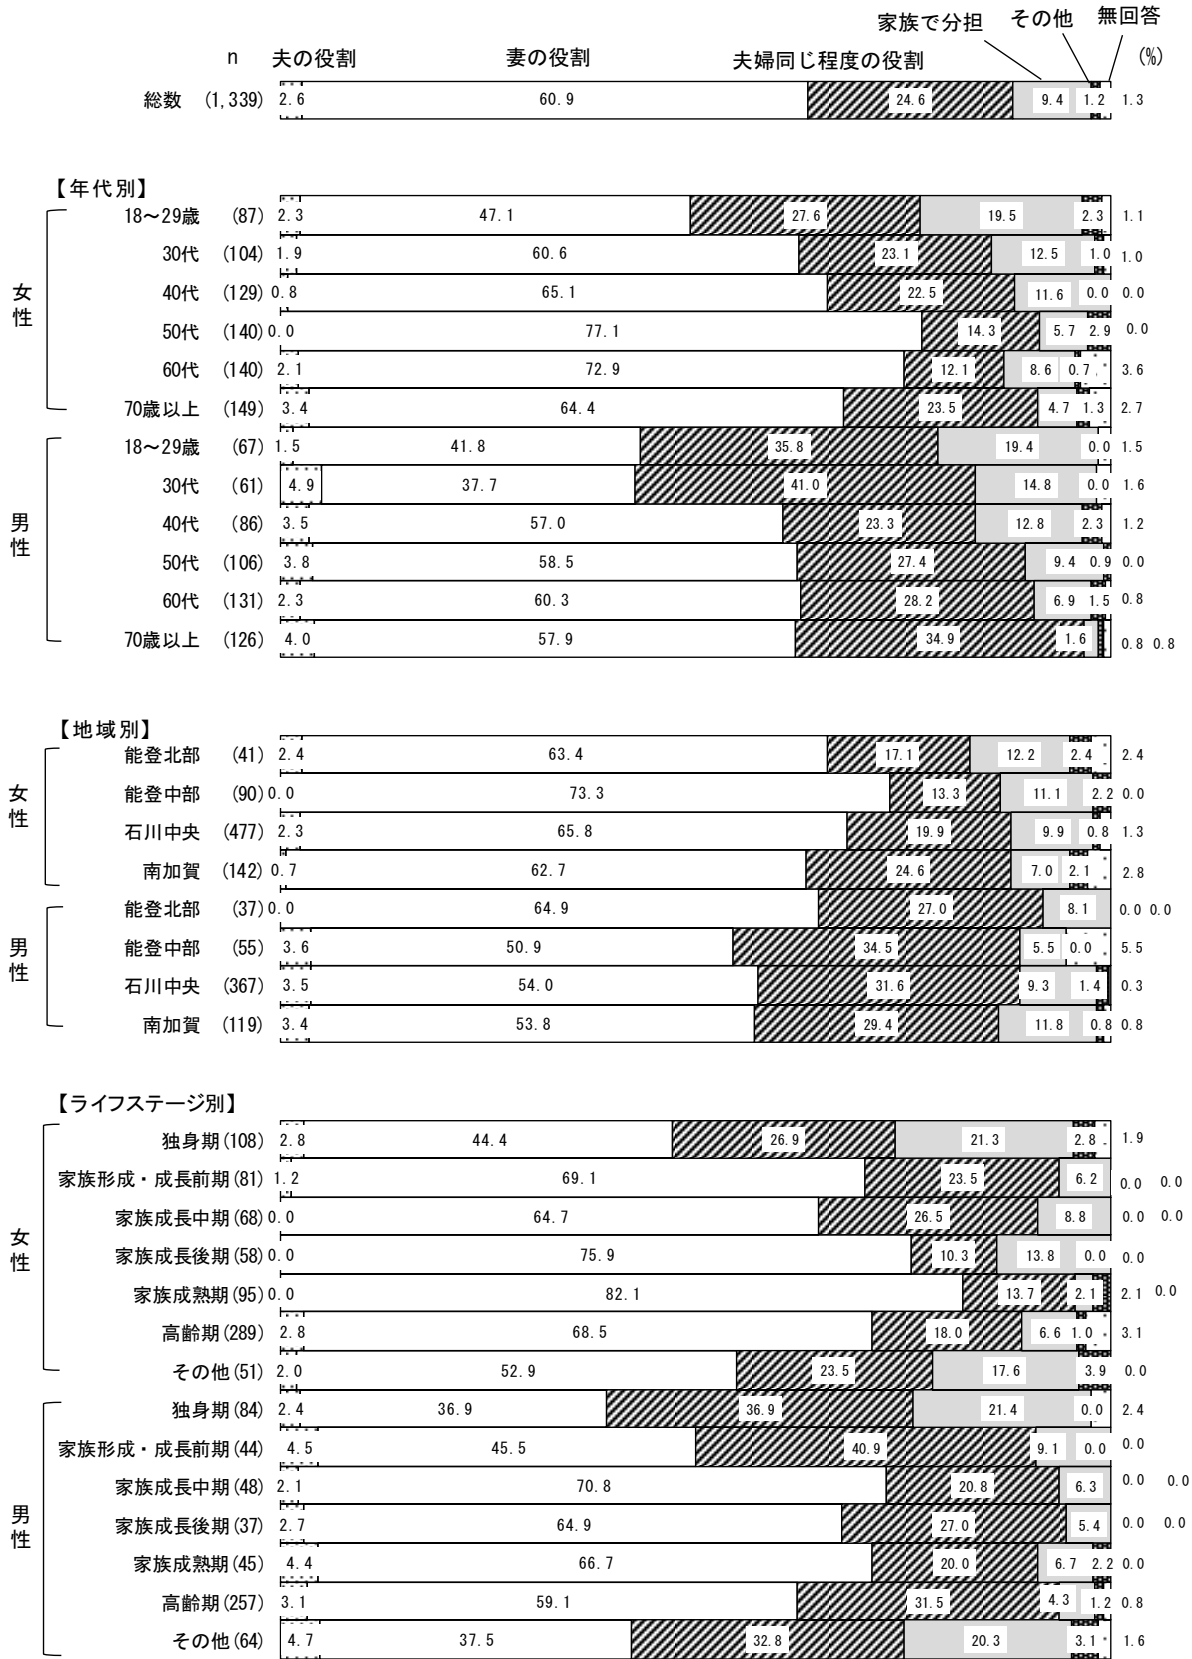 家族で分担 その他 無回答
n 夫の役割 妻の役割 夫婦同じ程度の役割 (%)
総数 (1,339) 2.6 60.9 24.6 9.4 1.2 1.3
【年代別】
女性
18～29歳 (87) 2.3 47.1 27.6 19.5 2.3 1.1
30代 (104) 1.9 60.6 23.1 12.5 1.0 1.0
40代 (129) 0.8 65.1 22.5 11.6 0.0 0.0
50代 (140) 0.0 77.1 14.3 5.7 2.9 0.0
60代 (140) 2.1 72.9 12.1 8.6 0.7 3.6
70歳以上 (149) 3.4 64.4 23.5 4.7 1.3 2.7
男性
18～29歳 (67) 1.5 41.8 35.8 19.4 0.0 1.5
30代 (61) 4.9 37.7 41.0 14.8 0.0 1.6
40代 (86) 3.5 57.0 23.3 12.8 2.3 1.2
50代 (106) 3.8 58.5 27.4 9.4 0.9 0.0
60代 (131) 2.3 60.3 28.2 6.9 1.5 0.8
70歳以上 (126) 4.0 57.9 34.9 1.6 0.8 0.8
【地域別】
女性
能登北部 (41) 2.4 63.4 17.1 12.2 2.4 2.4
能登中部 (90) 0.0 73.3 13.3 11.1 2.2 0.0
石川中央 (477) 2.3 65.8 19.9 9.9 0.8 1.3
南加賀 (142) 0.7 62.7 24.6 7.0 2.1 2.8
男性
能登北部 (37) 0.0 64.9 27.0 8.1 0.0 0.0
能登中部 (55) 3.6 50.9 34.5 5.5 0.0 5.5
石川中央 (367) 3.5 54.0 31.6 9.3 1.4 0.3
南加賀 (119) 3.4 53.8 29.4 11.8 0.8 0.8
【ライフステージ別】
女性
独身期(108) 2.8 44.4 26.9 21.3 2.8 1.9
家族形成・成長前期(81) 1.2 69.1 23.5 6.2 0.0 0.0
家族成長中期(68) 0.0 64.7 26.5 8.8 0.0 0.0
家族成長後期(58) 0.0 75.9 10.3 13.8 0.0 0.0
家族成熟期(95) 0.0 82.1 13.7 2.1 2.1 0.0
高齢期(289) 2.8 68.5 18.0 6.6 1.0 3.1
その他(51) 2.0 52.9 23.5 17.6 3.9 0.0
男性
独身期(84) 2.4 36.9 36.9 21.4 0.0 2.4
家族形成・成長前期(44) 4.5 45.5 40.9 9.1 0.0 0.0
家族成長中期(48) 2.1 70.8 20.8 6.3 0.0 0.0
家族成長後期(37) 2.7 64.9 27.0 5.4 0.0 0.0
家族成熟期(45) 4.4 66.7 20.0 6.7 2.2 0.0
高齢期(257) 3.1 59.1 31.5 4.3 1.2 0.8
その他(64) 4.7 37.5 32.8 20.3 3.1 1.6